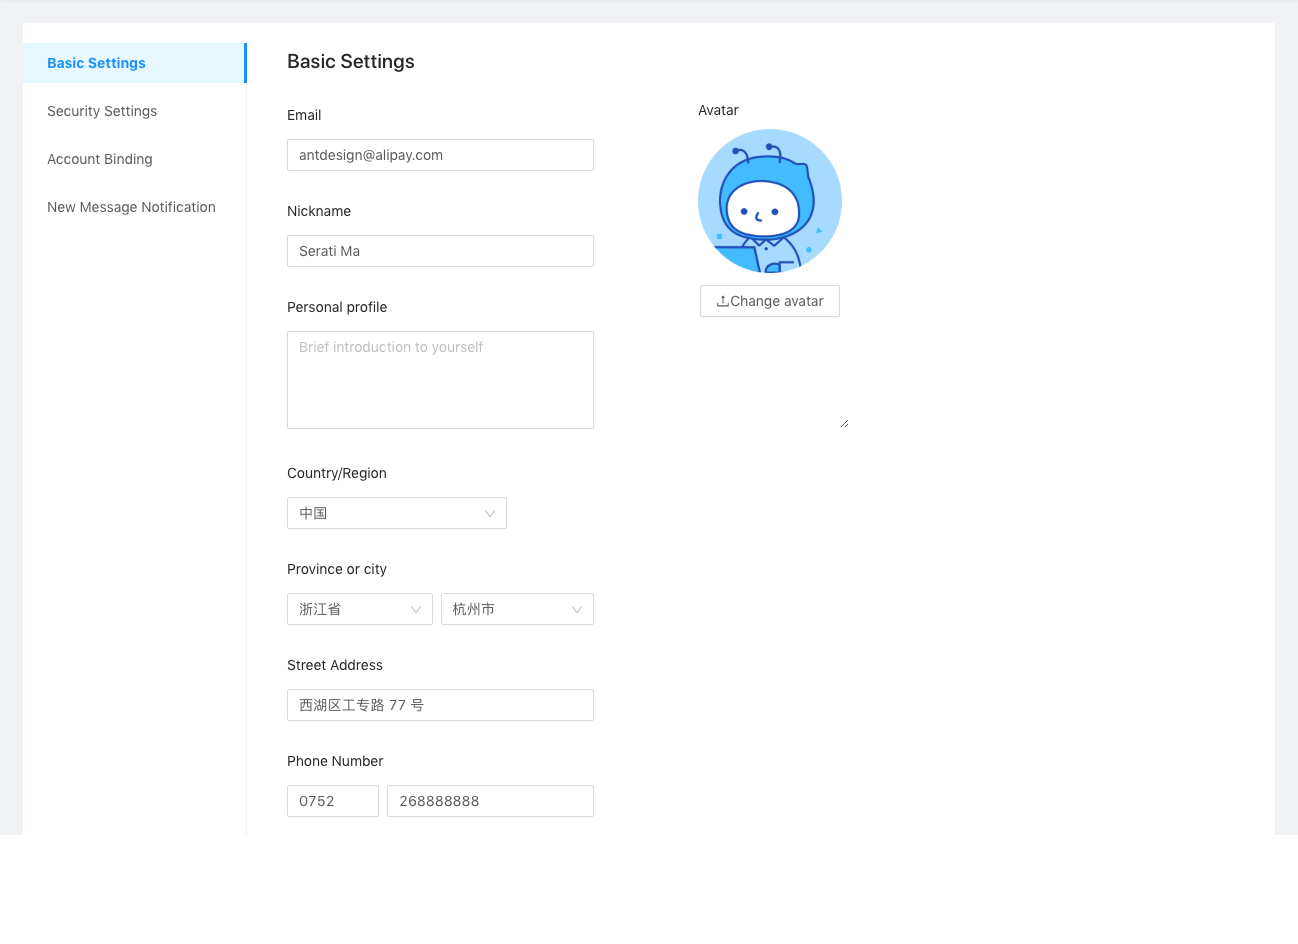 Basic Settings
Security Settings
Account Binding
New Message Notification
Basic Settings
Email
antdesign@alipay.com
Nickname
Serati Ma
Personal profile
Brief introduction to yourself
Country/Region
中国
Province or city
浙江省 杭州市
Street Address
西湖区工专路 77 号
Phone Number
0752 268888888
Avatar
Change avatar